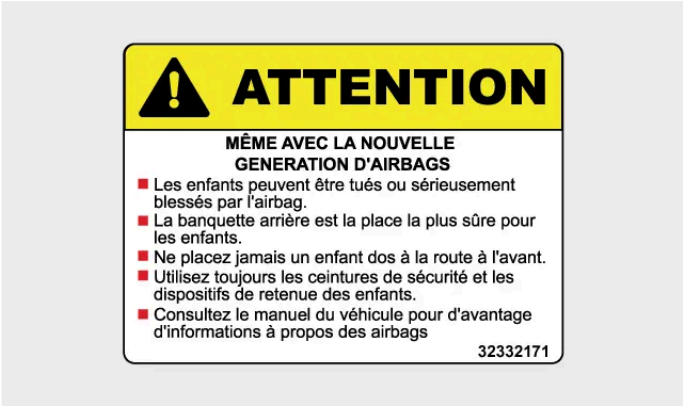 ATTENTION
MÊME AVEC LA NOUVELLE
GENERATION D'AIRBAGS
Les enfants peuvent être tués ou sérieusement
blessés par l'airbag.
La banquette arrière est la place la plus sûre pour
les enfants.
Ne placez jamais un enfant dos à la route à l'avant.
Utilisez toujours les ceintures de sécurité et les
dispositifs de retenue des enfants.
Consultez le manuel du véhicule pour d'avantage
d'informations à propos des airbags
32332171